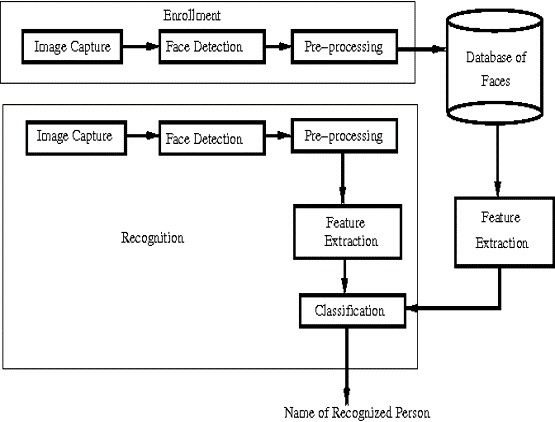 Enrollment
Image Capture
Face Detection
Pre-processing
Database of
Faces
Image Capture
Face Detection
Pre-processing
Recognition
Feature
Extraction
Feature
Extraction
Classification
Name of Recognized Person